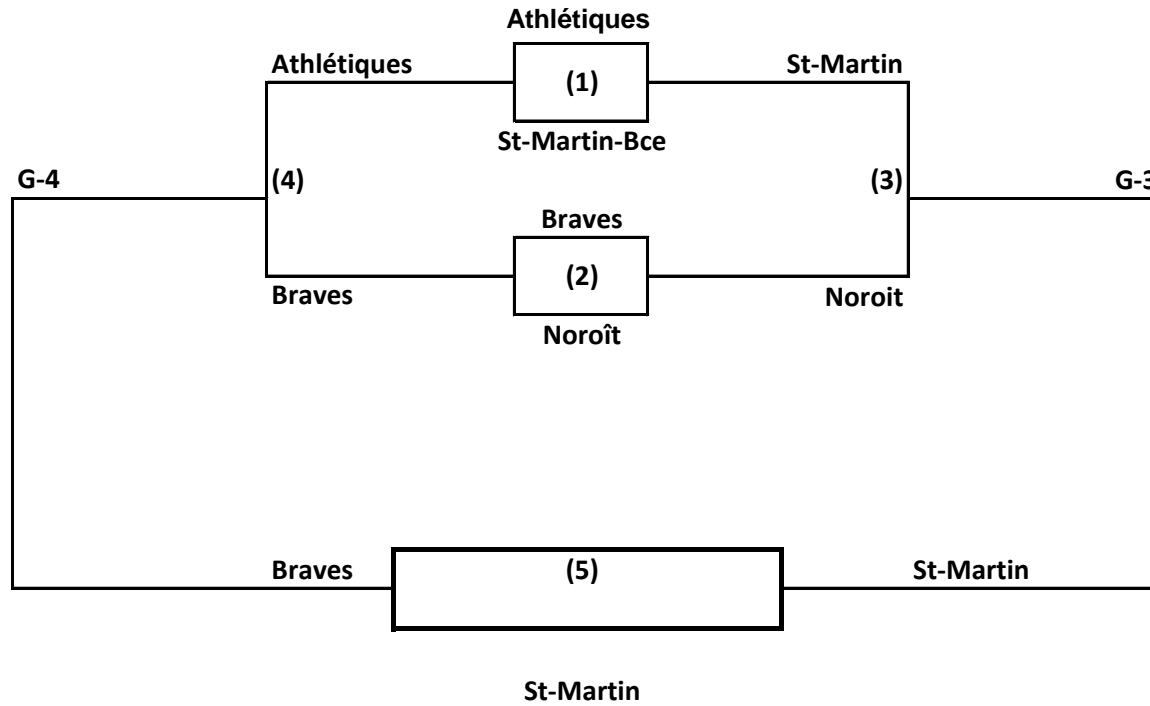 Athlétiques
Athlétiques
(1)
St-Martin
St-Martin-Bce
G-4
(4)
(3)
G-3
Braves
Braves
(2)
Noroit
Noroît
Braves
(5)
St-Martin
St-Martin